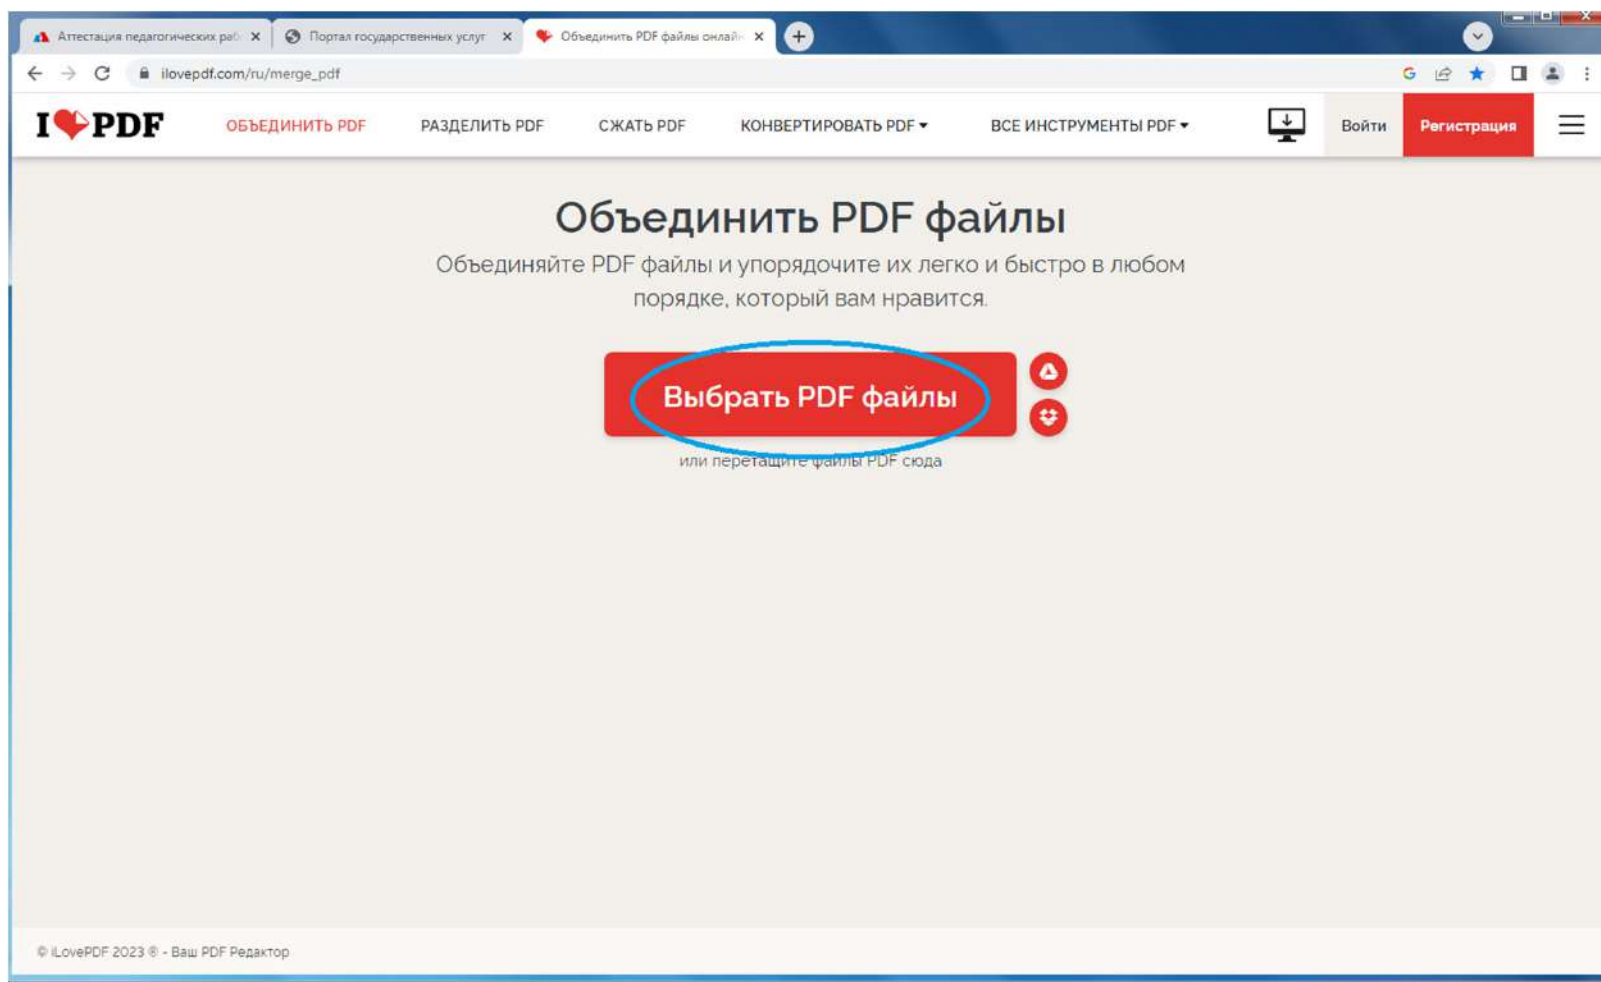 Аттестация педагогических раб
Портал государственных услуг
Объединить PDF файлы онлайн
ilovepdf.com/ru/merge_pdf
I PDF
ОБЪЕДИНИТЬ PDF
РАЗДЕЛИТЬ PDF
СЖАТЬ PDF
КОНВЕРТИРОВАТЬ PDF
ВСЕ ИНСТРУМЕНТЫ PDF
Войти
Регистрация
Объединить PDF файлы
Объединяйте PDF файлы и упорядочите их легко и быстро в любом
порядке, который вам нравится.
Выбрать PDF файлы
или перетащите файлы PDF сюда
© iLovePDF 2023 ® - Ваш PDF Редактор